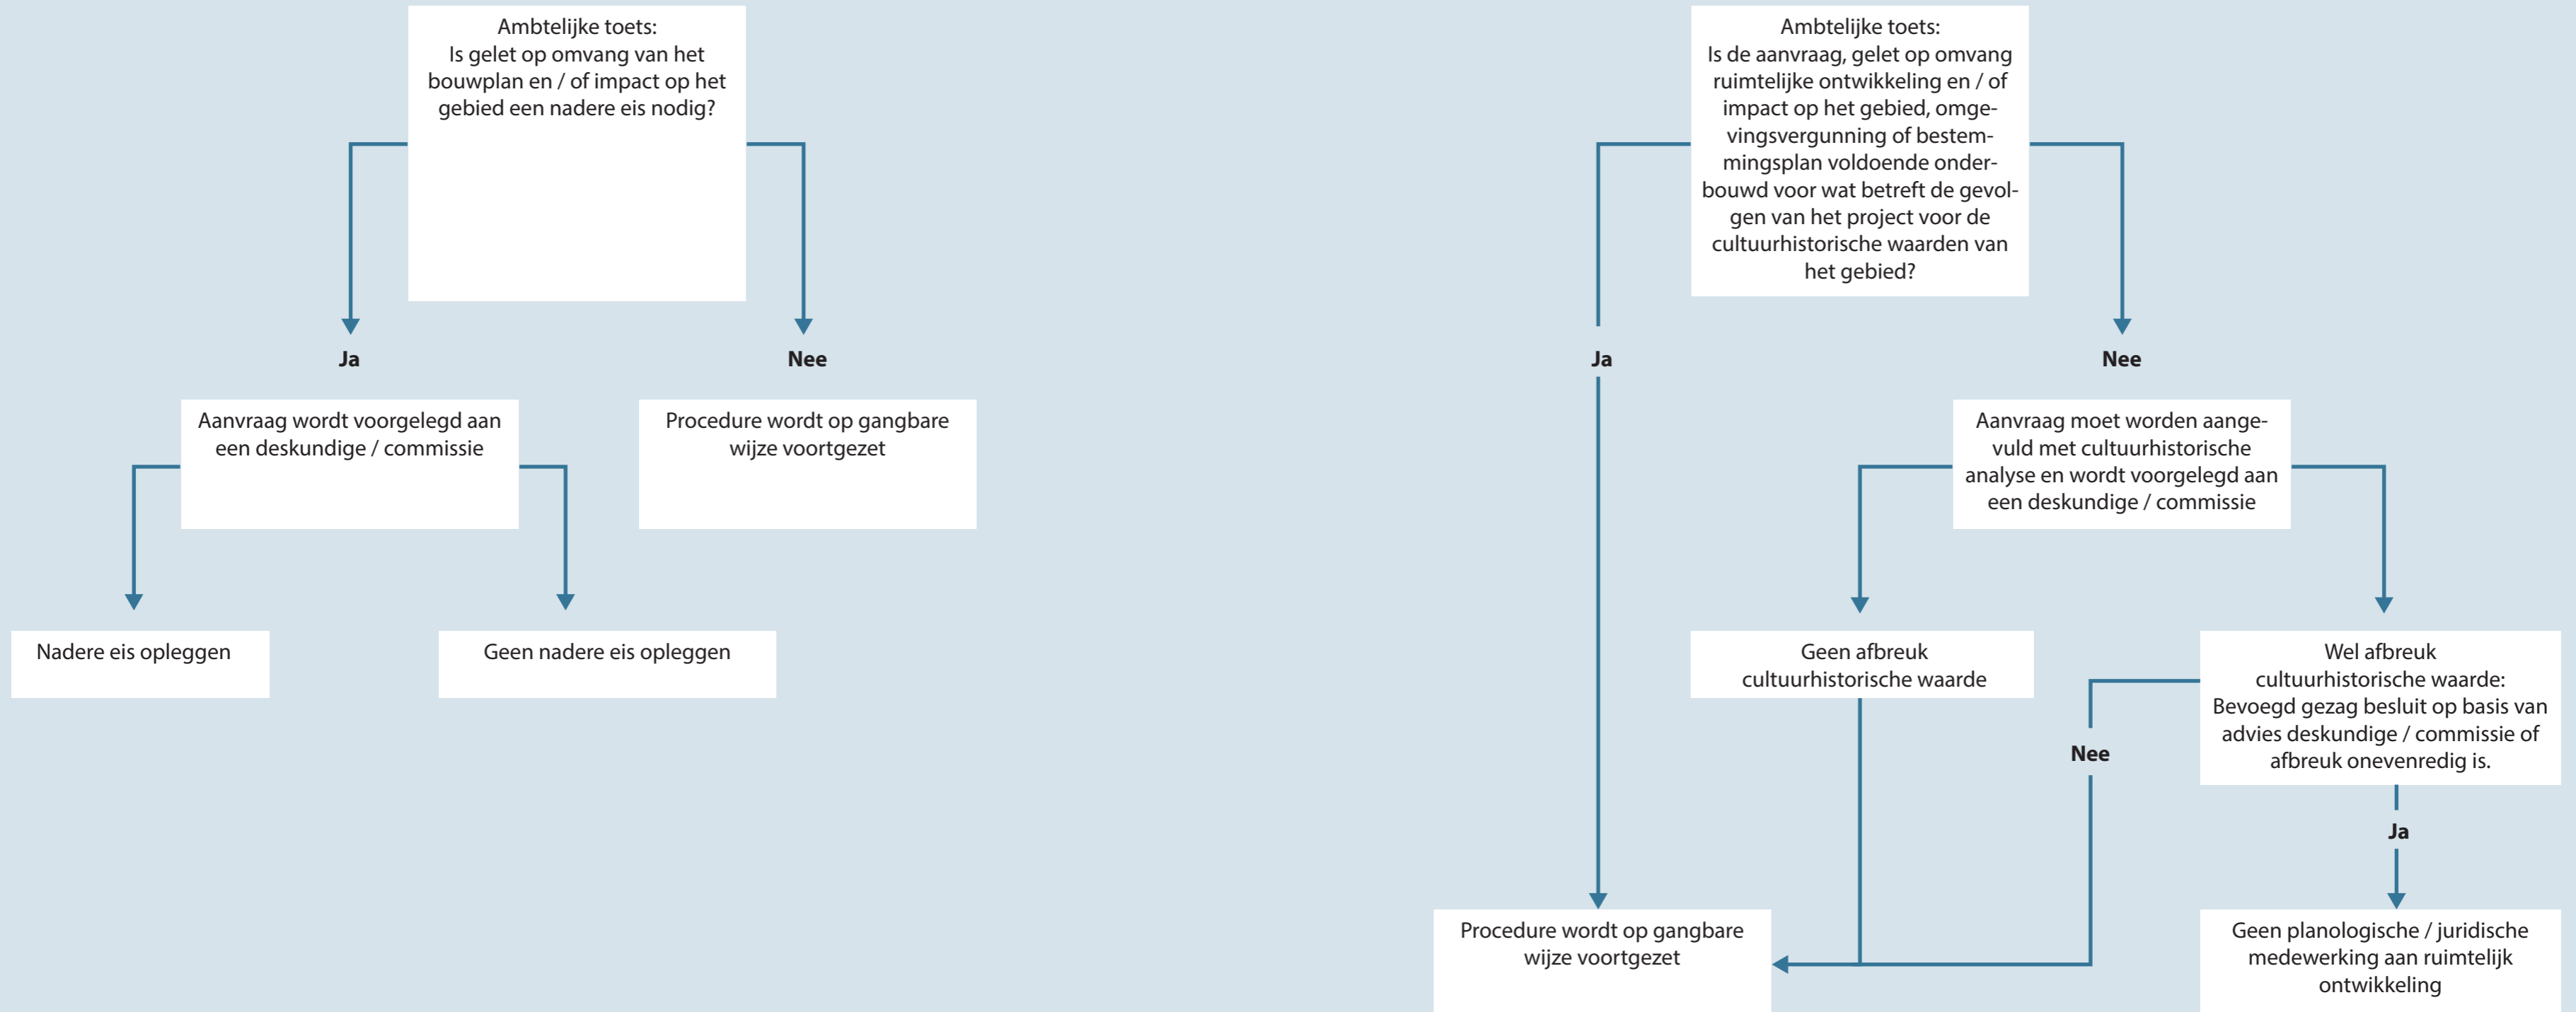 Ambtelijke toets:
Is gelet op omvang van het
bouwplan en / of impact op het
gebied een nadere eis nodig?
Ja
Nee
Aanvraag wordt voorgelegd aan
een deskundige / commissie
Procedure wordt op gangbare
wijze voortgezet
Nadere eis opleggen
Geen nadere eis opleggen
Ambtelijke toets:
Is de aanvraag, gelet op omvang
ruimtelijke ontwikkeling en / of
impact op het gebied, omge-
vingsvergunning of bestem-
mingsplan voldoende onder-
bouwd voor wat betreft de gevol-
gen van het project voor de
cultuurhistorische waarden van
het gebied?
Ja
Nee
Aanvraag moet worden aange-
vuld met cultuurhistorische
analyse en wordt voorgelegd aan
een deskundige / commissie
Geen afbreuk
cultuurhistorische waarde
Wel afbreuk
cultuurhistorische waarde:
Bevoegd gezag besluit op basis van
advies deskundige / commissie of
afbreuk onevenredig is.
Nee
Ja
Procedure wordt op gangbare
wijze voortgezet
Geen planologische / juridische
medewerking aan ruimtelijk
ontwikkeling